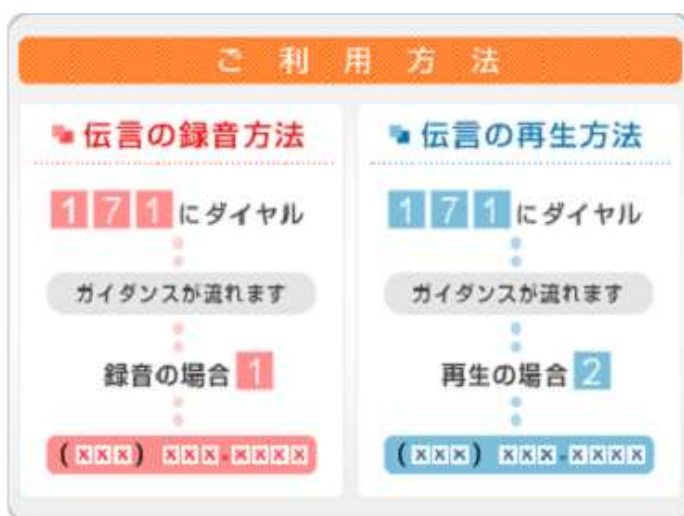 ご利用方法
伝言の録音方法
171にダイヤル
ガイダンスが流れます
録音の場合1
(xxx) xxx-xxxx
伝言の再生方法
171にダイヤル
ガイダンスが流れます
再生の場合2
(xxx) xxx-xxxx